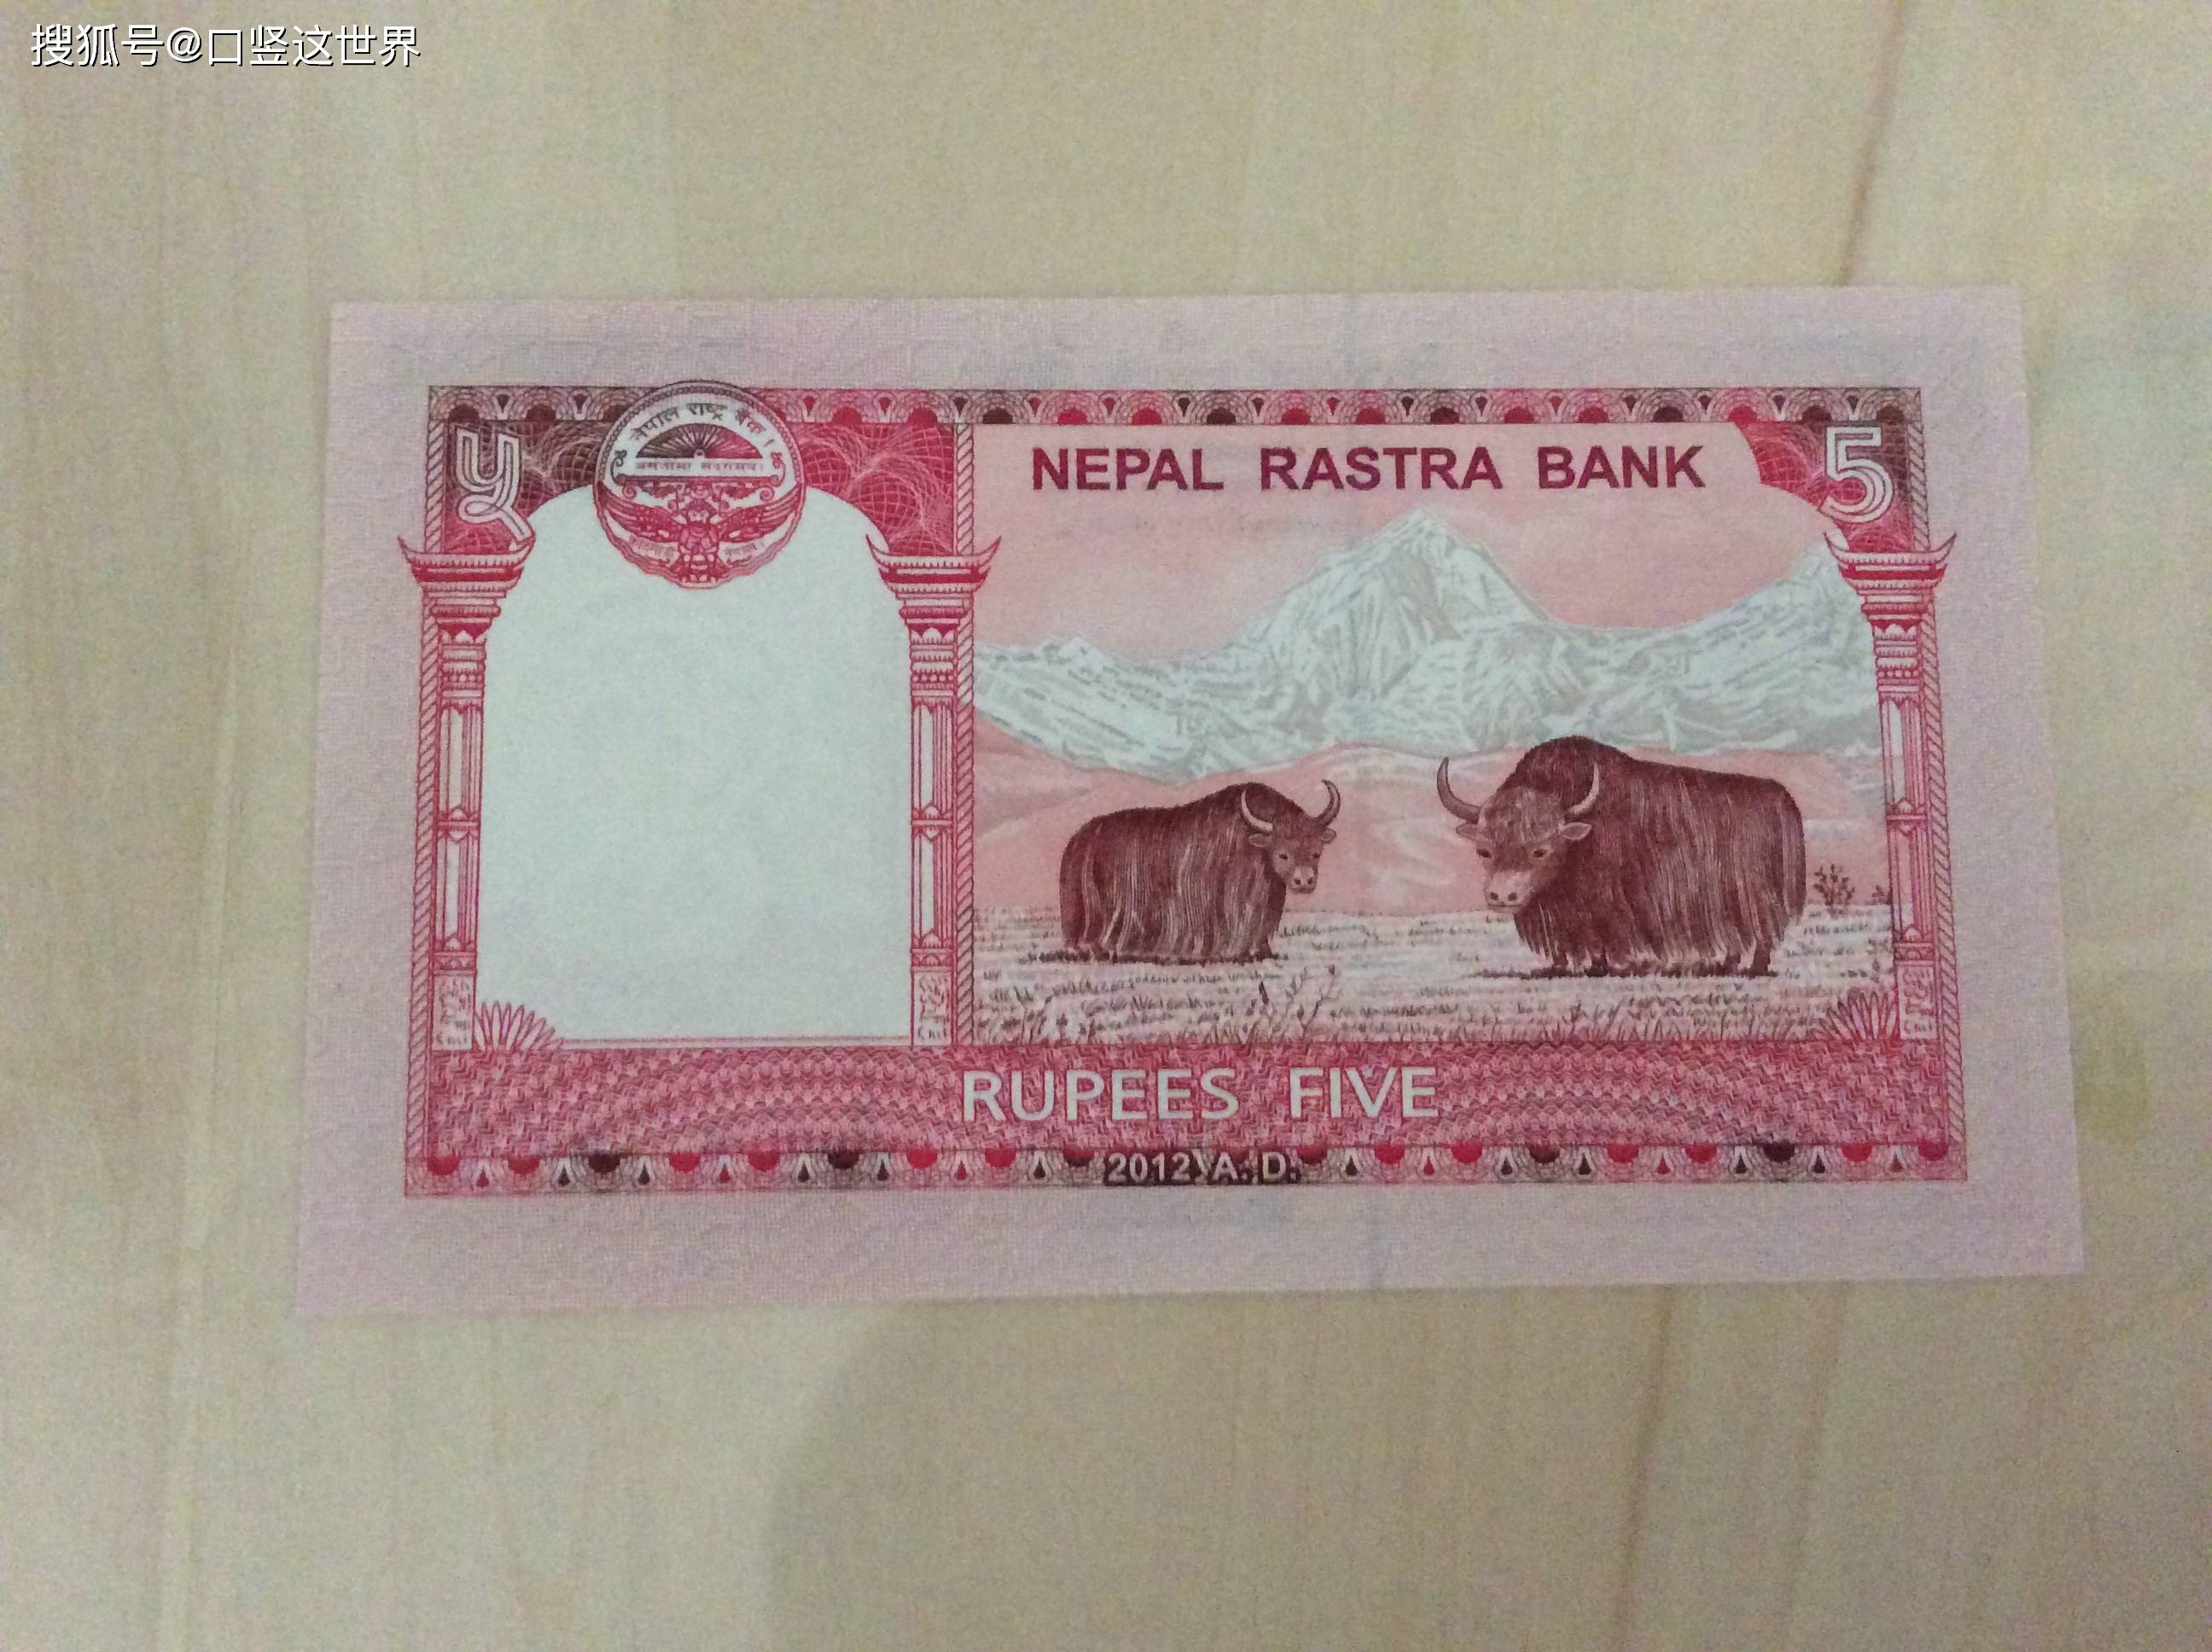 搜狐号@口竖这世界
५
नेपाल राष्ट्र बैंक
NEPAL RASTRA BANK
5
RUPEES FIVE
2012 A. D.